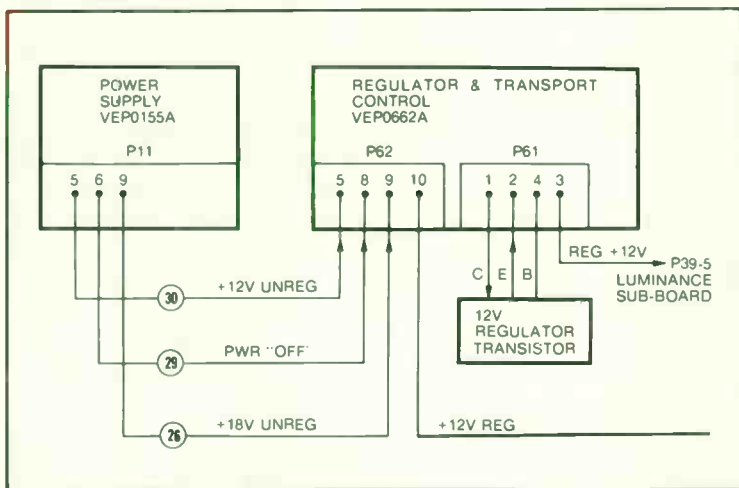 POWER
SUPPLY
VEP0155A
P11
5 6 9
REGULATOR & TRANSPORT
CONTROL
VEP0662A
P62
P61
5 8 9 10
1 2 4 3
REG +12V
P39-5
LUMINANCE
SUB-BOARD
C E B
12V
REGULATOR
TRANSISTOR
30
+12V UNREG
29
PWR "OFF"
26
+18V UNREG
+12V REG